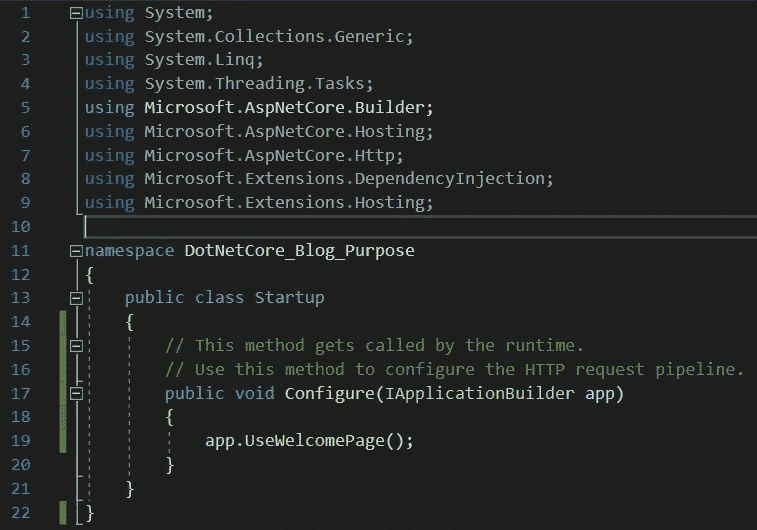 1 using System;
2 using System.Collections.Generic;
3 using System.Linq;
4 using System.Threading.Tasks;
5 using Microsoft.AspNetCore.Builder;
6 using Microsoft.AspNetCore.Hosting;
7 using Microsoft.AspNetCore.Http;
8 using Microsoft.Extensions.DependencyInjection;
9 using Microsoft.Extensions.Hosting;
10
11 namespace DotNetCore_Blog_Purpose
12 {
13     public class Startup
14     {
15         // This method gets called by the runtime.
16         // Use this method to configure the HTTP request pipeline.
17         public void Configure(IApplicationBuilder app)
18         {
19             app.UseWelcomePage();
20         }
21     }
22 }